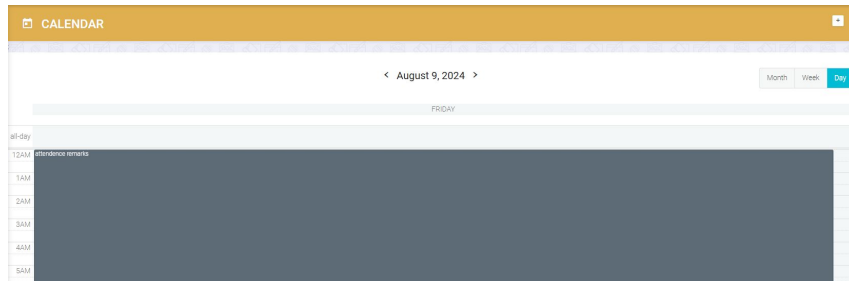 CALENDAR
+
< August 9, 2024 >
Month Week Day
FRIDAY
all-day
12AM attendence remarks
1AM
2AM
3AM
4AM
5AM